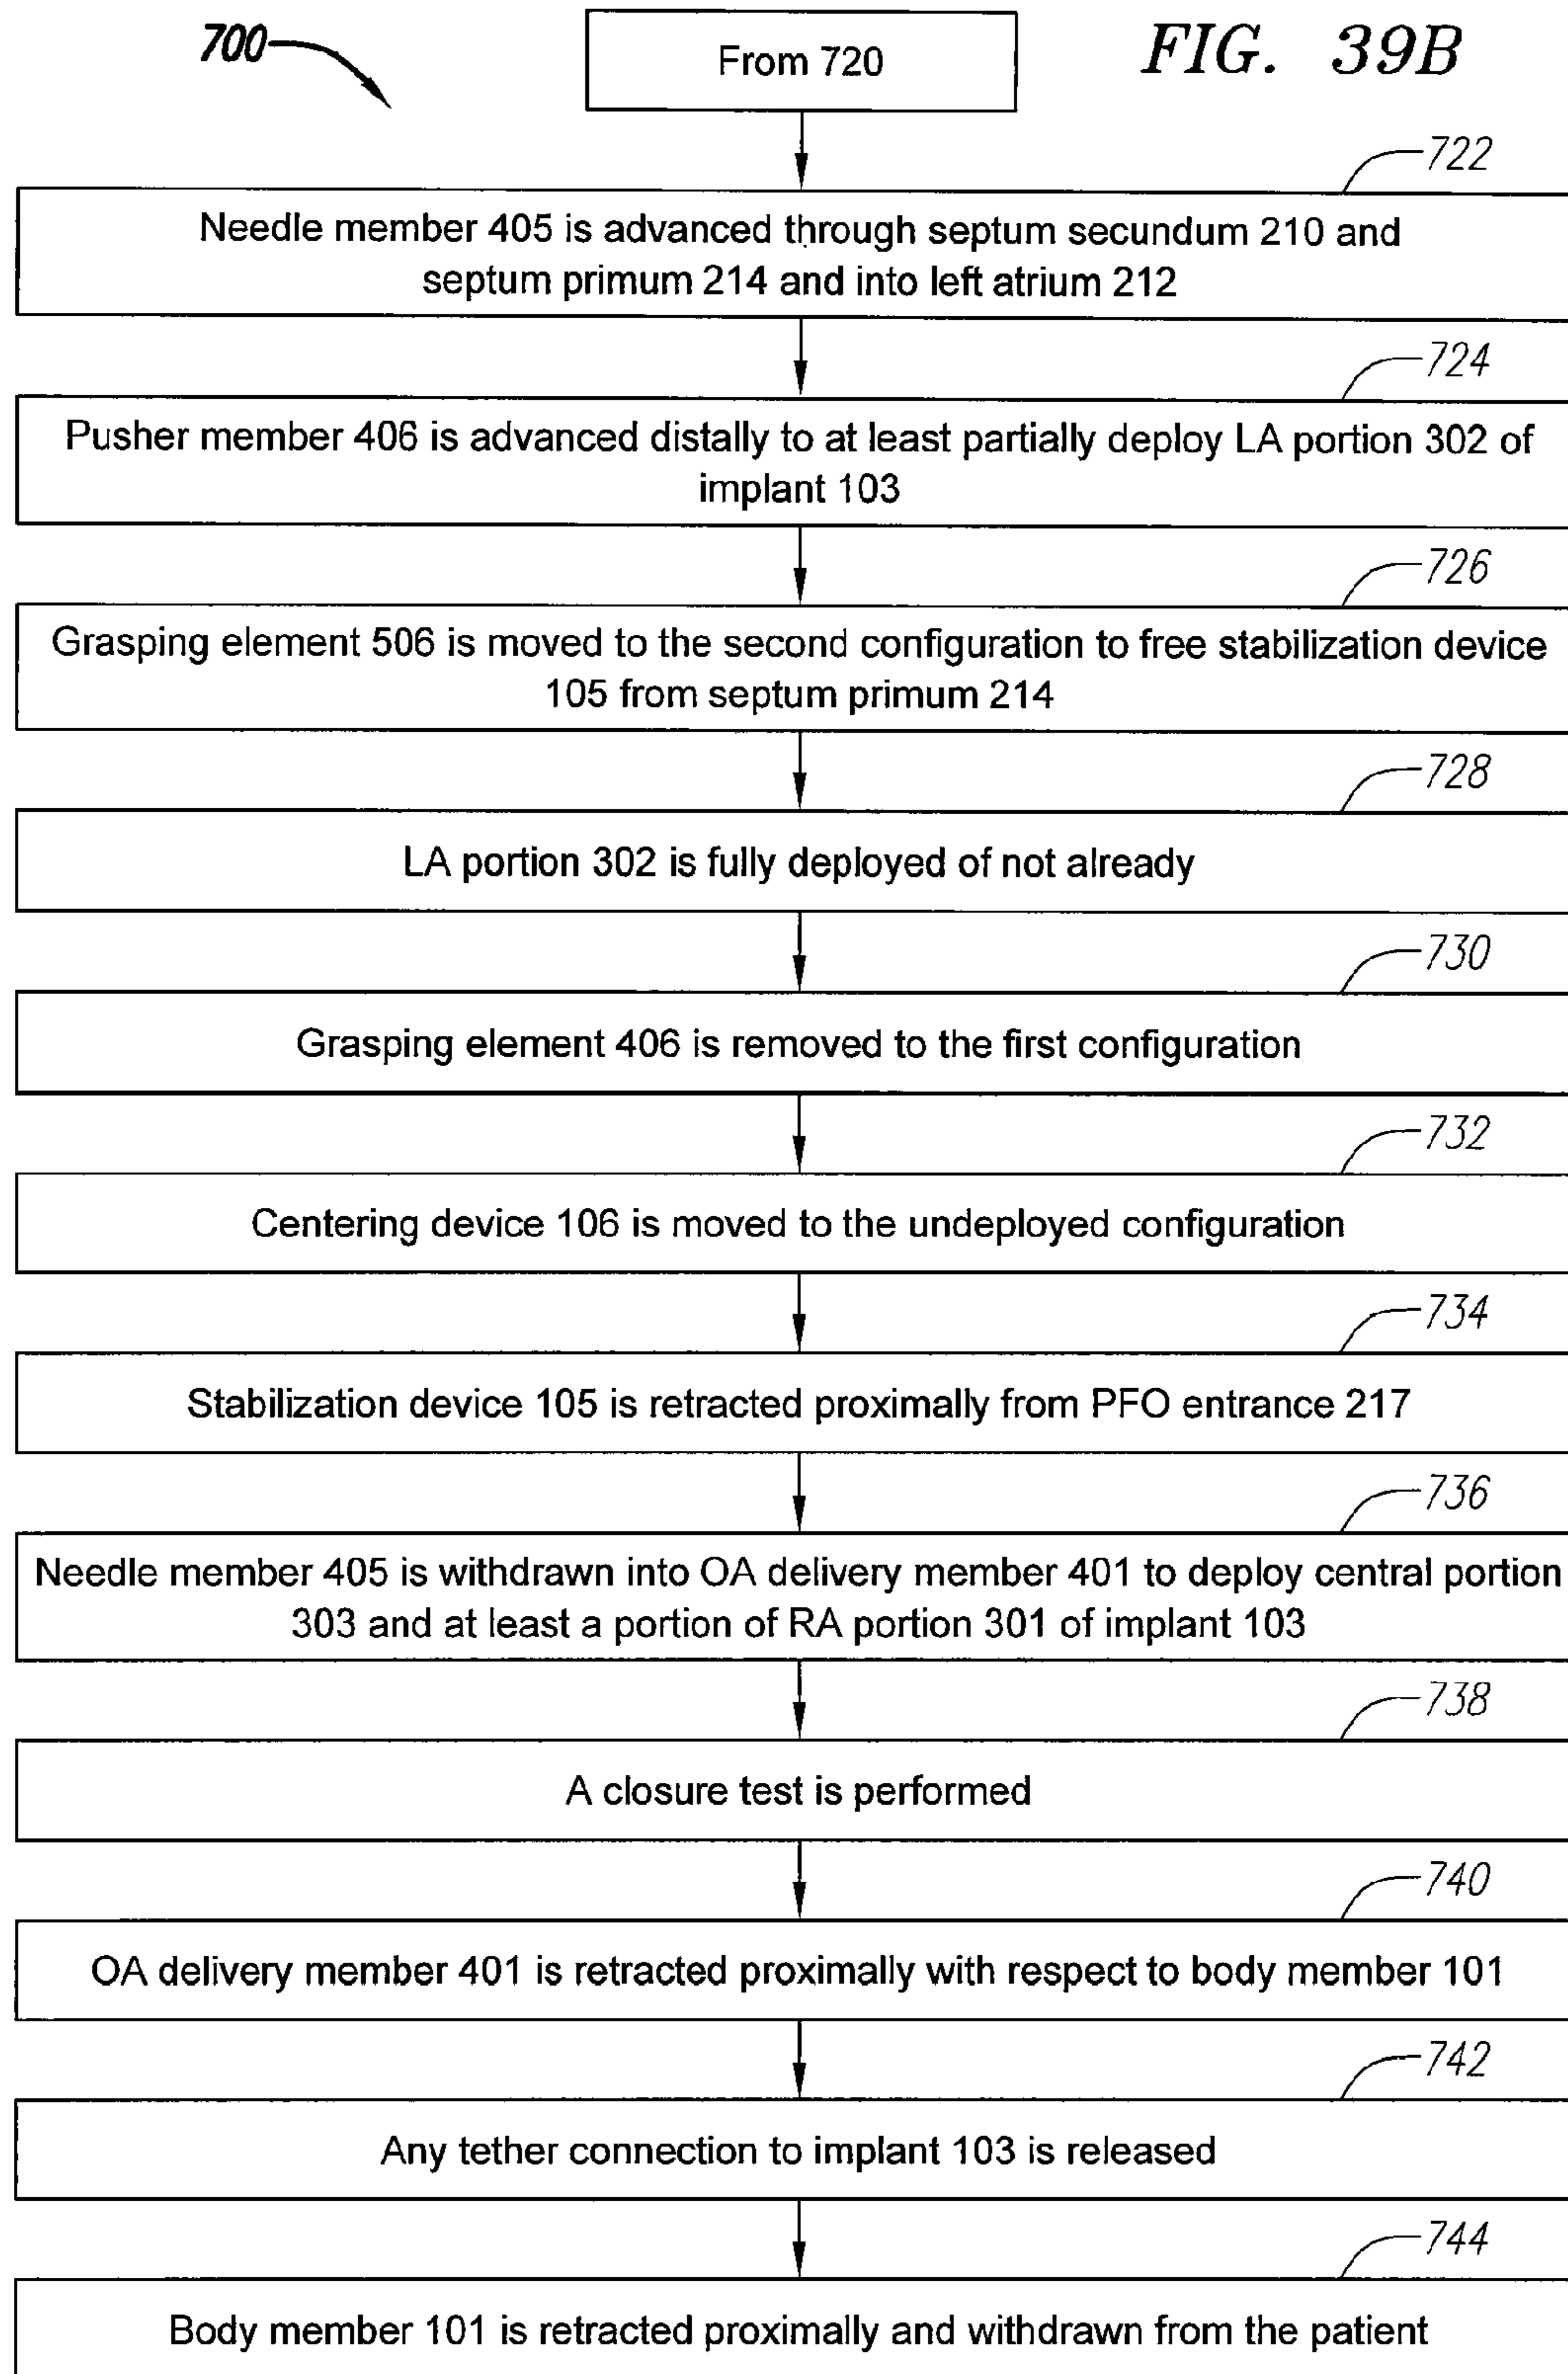 700
From 720
FIG. 39B
722
Needle member 405 is advanced through septum secundum 210 and
septum primum 214 and into left atrium 212
724
Pusher member 406 is advanced distally to at least partially deploy LA portion 302 of
implant 103
726
Grasping element 506 is moved to the second configuration to free stabilization device
105 from septum primum 214
728
LA portion 302 is fully deployed of not already
730
Grasping element 406 is removed to the first configuration
732
Centering device 106 is moved to the undeployed configuration
734
Stabilization device 105 is retracted proximally from PFO entrance 217
736
Needle member 405 is withdrawn into OA delivery member 401 to deploy central portion
303 and at least a portion of RA portion 301 of implant 103
738
A closure test is performed
740
OA delivery member 401 is retracted proximally with respect to body member 101
742
Any tether connection to implant 103 is released
744
Body member 101 is retracted proximally and withdrawn from the patient